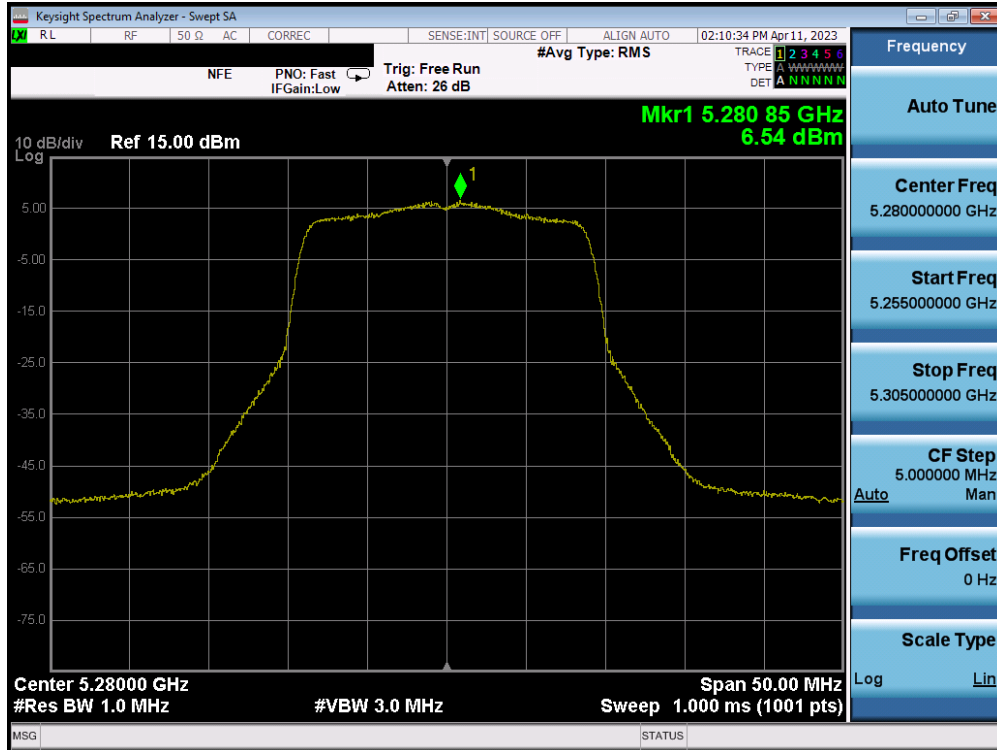 Keysight Spectrum Analyzer - Swept SA
LXI RL RF 50 Ω AC CORREC SENSE:INT SOURCE OFF ALIGN AUTO 02:10:34 PM Apr 11, 2023
#Avg Type: RMS
TRACE 1 2 3 4 5 6
TYPE A WWWWW
DET A N N N N N
NFE
PNO: Fast
IFGain:Low
Trig: Free Run
Atten: 26 dB
Mkr1 5.280 85 GHz
6.54 dBm
10 dB/div Ref 15.00 dBm
Log
1
5.00
-5.00
-15.0
-25.0
-35.0
-45.0
-55.0
-65.0
-75.0
Center 5.28000 GHz Span 50.00 MHz
#Res BW 1.0 MHz #VBW 3.0 MHz Sweep 1.000 ms (1001 pts)
MSG STATUS
Frequency
Auto Tune
Center Freq
5.280000000 GHz
Start Freq
5.255000000 GHz
Stop Freq
5.305000000 GHz
CF Step
5.000000 MHz
Auto Man
Freq Offset
0 Hz
Scale Type
Log Lin